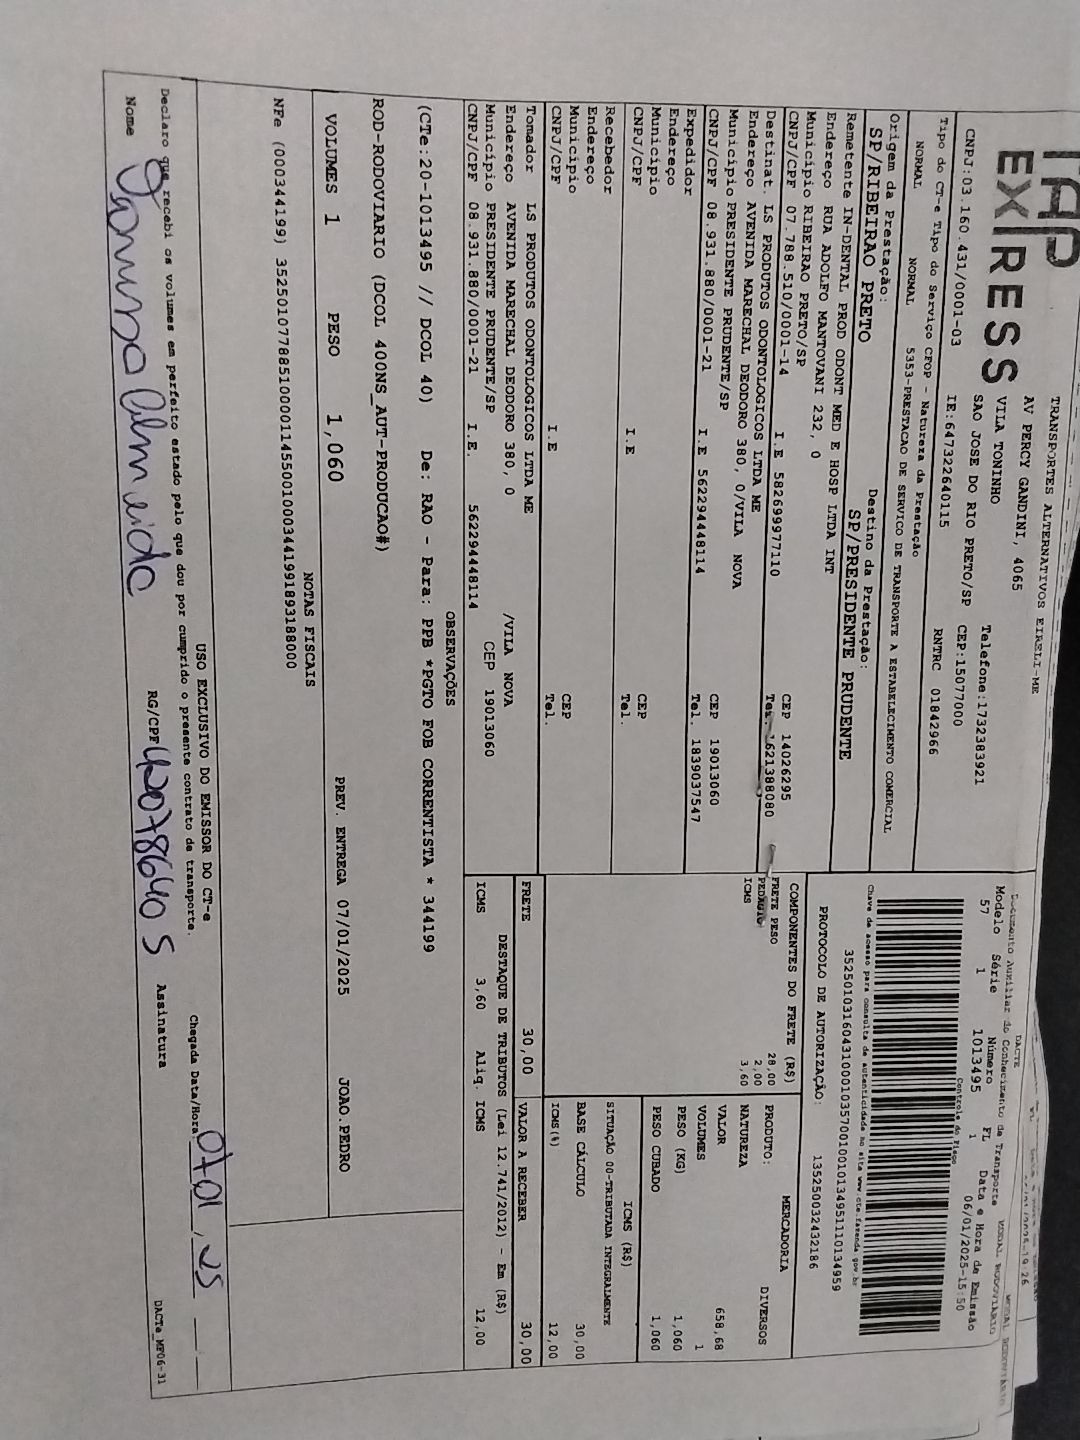 TAP
EXPRESS
TRANSPORTES ALTERNATIVOS EIRELI-ME
AV PERCY GANDINI, 4065
VILA TONINHO
SAO JOSE DO RIO PRETO/SP CEP:15077000
Telefone:1732383921
CNPJ:03.160.431/0001-03 IE:647322640115 RNTRC 01842966
Tipo do CT-e Tipo do Serviço CFOP - Natureza da Prestação
NORMAL NORMAL 5353-PRESTACAO DE SERVICO DE TRANSPORTE A ESTABELECIMENTO COMERCIAL
Origem da Prestação: Destino da Prestação:
SP/RIBEIRAO PRETO SP/PRESIDENTE PRUDENTE
DACTE
Documento Auxiliar do Conhecimento de Transporte MODAL RODOVIÁRIO
Modelo Série Número FL Data e Hora de Emissão
57 1 1013495 1 06/01/2025-15:50
Controle do Fisco
Chave de acesso para consulta de autenticidade no site www.cte.fazenda.gov.br
35250103160431000103570010010134951110134959
PROTOCOLO DE AUTORIZAÇÃO: 135250032432186
Remetente IN-DENTAL PROD ODONT MED E HOSP LTDA INT
Endereço RUA ADOLFO MANTOVANI 232, 0
Município RIBEIRAO PRETO/SP CEP 14026295
CNPJ/CPF 07.788.510/0001-14 I.E 582699977110 Tel. 1621388080
Destinat. LS PRODUTOS ODONTOLOGICOS LTDA ME
Endereço AVENIDA MARECHAL DEODORO 380, 0/VILA NOVA
Município PRESIDENTE PRUDENTE/SP CEP 19013060
CNPJ/CPF 08.931.880/0001-21 I.E 562294448114 Tel. 1839037547
Expedidor
Endereço
Município CEP
CNPJ/CPF I.E Tel.
Recebedor
Endereço
Município CEP
CNPJ/CPF I.E Tel.
Tomador LS PRODUTOS ODONTOLOGICOS LTDA ME
Endereço AVENIDA MARECHAL DEODORO 380, 0 /VILA NOVA
Município PRESIDENTE PRUDENTE/SP CEP 19013060
CNPJ/CPF 08.931.880/0001-21 I.E. 562294448114
COMPONENTES DO FRETE (R$)
FRETE PESO 28,00
PEDÁGIO 2,00
ICMS 3,60
MERCADORIA
PRODUTO: DIVERSOS
NATUREZA
VALOR 658,68
VOLUMES 1
PESO (KG) 1,060
PESO CUBADO 1,060
ICMS (R$)
SITUAÇÃO 00-TRIBUTADA INTEGRALMENTE
BASE CÁLCULO 30,00
ICMS(%) 12,00
FRETE 30,00 VALOR A RECEBER 30,00
DESTAQUE DE TRIBUTOS (Lei 12.741/2012) - Em (R$)
ICMS 3,60 Alíq. ICMS 12,00
OBSERVAÇÕES
(CTe:20-1013495 // DCOL 40) De: RAO - Para: PPB *PGTO FOB CORRENTISTA * 344199
ROD-RODOVIARIO (DCOL 400NS_AUT-PRODUCAO#)
VOLUMES 1 PESO 1,060 PREV. ENTREGA 07/01/2025 JOAO.PEDRO
NOTAS FISCAIS
NFe (000344199) 35250107788510000114550010003441991893188000
USO EXCLUSIVO DO EMISSOR DO CT-e
Declaro que recebi os volumes em perfeito estado pelo que dou por cumprido o presente contrato de transporte.
Chegada Data/Hora: 07 01, 25
Nome Almeida RG/CPF 42078640 5 Assinatura
DACTe_MF06-31